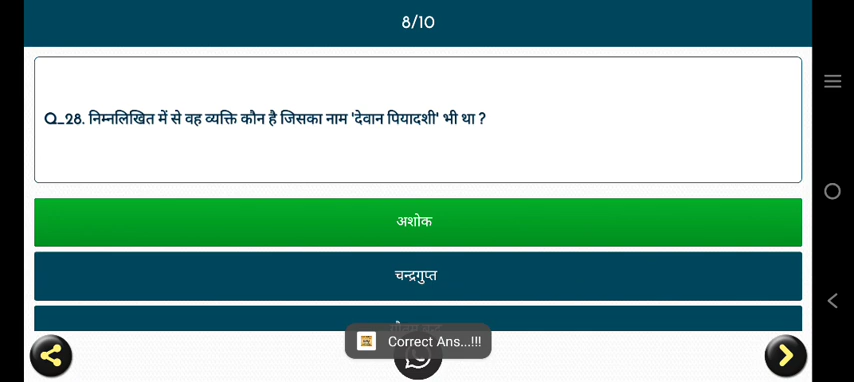 8/10
Q_28. निम्नलिखित में से वह व्यक्ति कौन है जिसका नाम 'देवान पियादशी' भी था ?
अशोक
चन्द्रगुप्त
Correct Ans...!!!